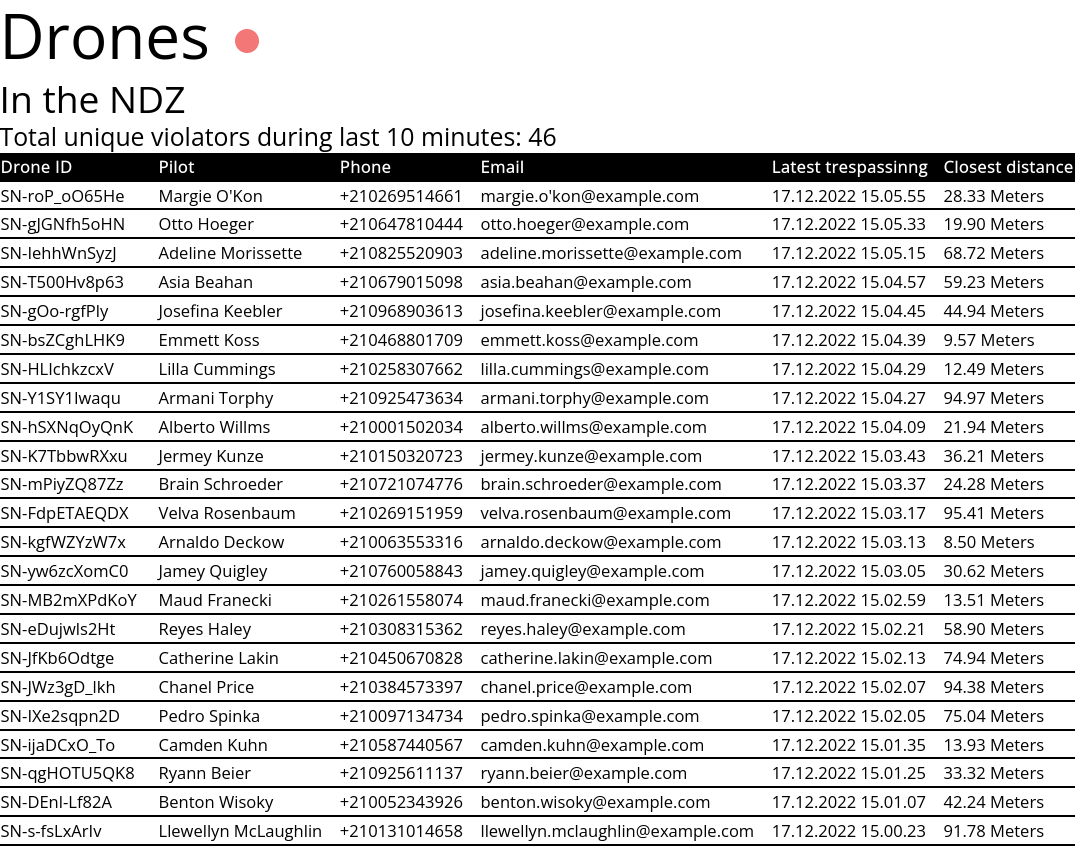 Drones
In the NDZ
Total unique violators during last 10 minutes: 46
Drone ID Pilot Phone Email Latest trespassinng Closest distance
SN-roP_oO65He Margie O'Kon +210269514661 margie.o'kon@example.com 17.12.2022 15.05.55 28.33 Meters
SN-gJGNfh5oHN Otto Hoeger +210647810444 otto.hoeger@example.com 17.12.2022 15.05.33 19.90 Meters
SN-lehhWnSyzJ Adeline Morissette +210825520903 adeline.morissette@example.com 17.12.2022 15.05.15 68.72 Meters
SN-T500Hv8p63 Asia Beahan +210679015098 asia.beahan@example.com 17.12.2022 15.04.57 59.23 Meters
SN-gOo-rgfPly Josefina Keebler +210968903613 josefina.keebler@example.com 17.12.2022 15.04.45 44.94 Meters
SN-bsZCghLHK9 Emmett Koss +210468801709 emmett.koss@example.com 17.12.2022 15.04.39 9.57 Meters
SN-HLIchkzcxV Lilla Cummings +210258307662 lilla.cummings@example.com 17.12.2022 15.04.29 12.49 Meters
SN-Y1SY1lwaqu Armani Torphy +210925473634 armani.torphy@example.com 17.12.2022 15.04.27 94.97 Meters
SN-hSXNqOyQnK Alberto Willms +210001502034 alberto.willms@example.com 17.12.2022 15.04.09 21.94 Meters
SN-K7TbbwRXxu Jermey Kunze +210150320723 jermey.kunze@example.com 17.12.2022 15.03.43 36.21 Meters
SN-mPiyZQ87Zz Brain Schroeder +210721074776 brain.schroeder@example.com 17.12.2022 15.03.37 24.28 Meters
SN-FdpETAEQDX Velva Rosenbaum +210269151959 velva.rosenbaum@example.com 17.12.2022 15.03.17 95.41 Meters
SN-kgfWZYzW7x Arnaldo Deckow +210063553316 arnaldo.deckow@example.com 17.12.2022 15.03.13 8.50 Meters
SN-yw6zcXomC0 Jamey Quigley +210760058843 jamey.quigley@example.com 17.12.2022 15.03.05 30.62 Meters
SN-MB2mXPdKoY Maud Franecki +210261558074 maud.franecki@example.com 17.12.2022 15.02.59 13.51 Meters
SN-eDujwls2Ht Reyes Haley +210308315362 reyes.haley@example.com 17.12.2022 15.02.21 58.90 Meters
SN-JfKb6Odtge Catherine Lakin +210450670828 catherine.lakin@example.com 17.12.2022 15.02.13 74.94 Meters
SN-JWz3gD_lkh Chanel Price +210384573397 chanel.price@example.com 17.12.2022 15.02.07 94.38 Meters
SN-IXe2sqpn2D Pedro Spinka +210097134734 pedro.spinka@example.com 17.12.2022 15.02.05 75.04 Meters
SN-ijaDCxO_To Camden Kuhn +210587440567 camden.kuhn@example.com 17.12.2022 15.01.35 13.93 Meters
SN-qgHOTU5QK8 Ryann Beier +210925611137 ryann.beier@example.com 17.12.2022 15.01.25 33.32 Meters
SN-DEnI-Lf82A Benton Wisoky +210052343926 benton.wisoky@example.com 17.12.2022 15.01.07 42.24 Meters
SN-s-fsLxArIv Llewellyn McLaughlin +210131014658 llewellyn.mclaughlin@example.com 17.12.2022 15.00.23 91.78 Meters